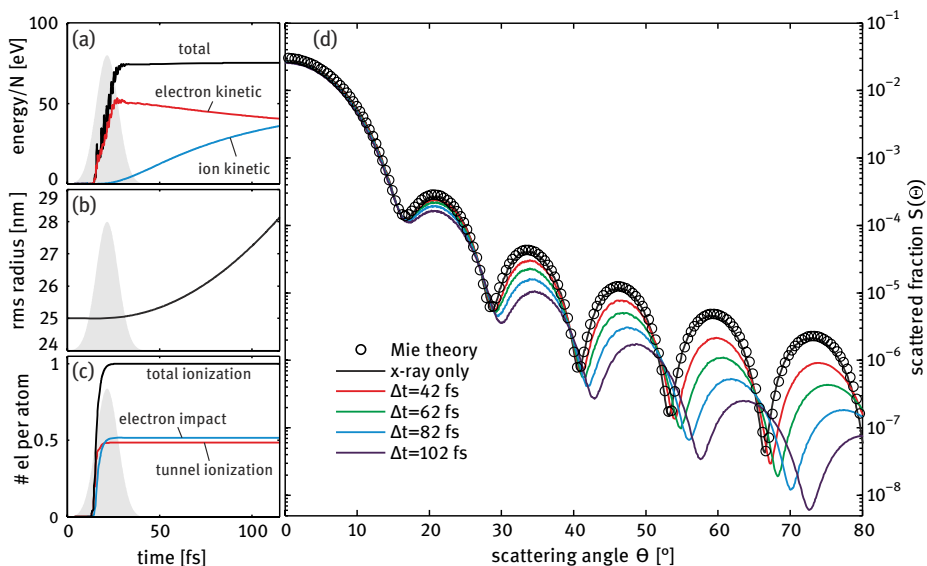 (a)
100
50
0
energy/N [eV]
total
electron kinetic
ion kinetic
(b)
29
28
27
26
25
24
rms radius [nm]
(c)
1
0.5
0
# el per atom
total ionization
electron impact
tunnel ionization
0
50
100
time [fs]
(d)
Mie theory
x-ray only
Δt=42 fs
Δt=62 fs
Δt=82 fs
Δt=102 fs
0 10 20 30 40 50 60 70 80
scattering angle Θ [º]
10⁻¹
10⁻²
10⁻³
10⁻⁴
10⁻⁵
10⁻⁶
10⁻⁷
10⁻⁸
scattered fraction S(Θ)